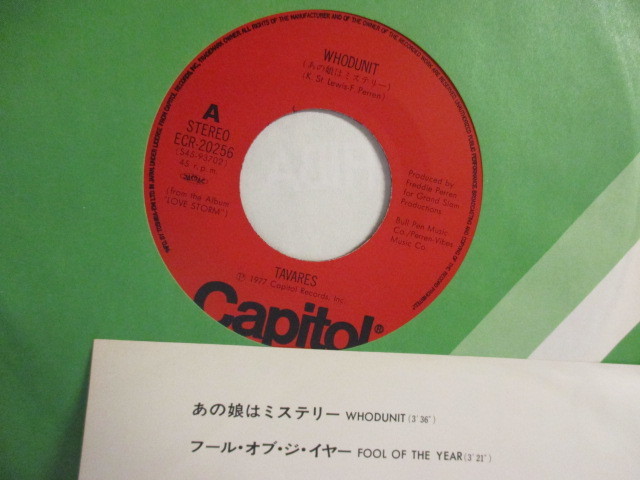 WHODUNIT
(あの娘はミステリー)
(K. St. Lewis-F. Perren)
A
STEREO
ECR-20256
(S45-93702)
45 r.p.m.
(from the Album
"LOVE STORM")
Produced by
Freddie Perren
for Grand Slam
Productions
Bull Pen Music
Co./Perren-Vibes
Music Co.
TAVARES
Ⓟ 1977 Capitol Records, Inc.
Capitol®
あの娘はミステリー WHODUNIT (3'36")
フール・オブ・ジ・イヤー FOOL OF THE YEAR (3'21")